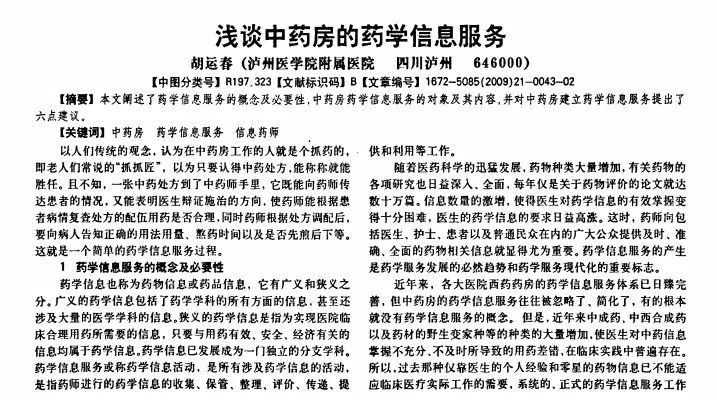 浅谈中药房的药学信息服务
胡运春（泸州医学院附属医院　四川泸州　646000）
【中图分类号】R197.323【文献标识码】B【文章编号】1672-5085(2009)21-0043-02
【摘要】本文阐述了药学信息服务的概念及必要性,中药房药学信息服务的对象及其内容,并对中药房建立药学信息服务提出了
六点建议。
【关键词】中药房　药学信息服务　信息药师
以人们传统的观念，认为在中药房工作的人就是个抓药的，
即老人们常说的“抓抓匠”，以为只要认得中药处方,能称称就能
胜任。且不知，一张中药处方到了中药师手里，它既能向药师传
达患者的情况，又能表明医生辩证施治的方向，使药师能根据患
者病情复查处方的配伍用药是否合理,同时药师根据处方调配后，
要向病人告知正确的用法用量、熬药时间以及是否先煎后下等。
这就是一个简单的药学信息服务过程。
1 药学信息服务的概念及必要性
药学信息也称为药物信息或药品信息，它有广义和狭义之
分。广义的药学信息包括了药学学科的所有方面的信息,甚至还
涉及大量的医学学科的信息。狭义的药学信息是指为实现医院临
床合理用药所需要的信息，只要与用药有效、安全、经济有关的
信息均属于药学信息。药学信息已发展成为一门独立的分支学科。
药学信息服务或称药学信息活动，是所有涉及药学信息的活动，
是指药师进行的药学信息的收集、保管、整理、评价、传递、提
供和利用等工作。
随着医药科学的迅猛发展，药物种类大量增加,有关药物的
各项研究也日益深入、全面，每年仅是关于药物评价的论文就达
数十万篇。信息数量的激增，使得医生对药学信息的有效掌握变
得十分困难,医生的药学信息的要求日益高涨。这时，药师向包
括医生、护士、患者以及普通民众在内的广大公众提供及时、准
确、全面的药物相关信息就显得尤为重要。药学信息服务的产生
是药学服务发展的必然趋势和药学服务现代化的重要标志。
近年来，各大医院西药药房的药学信息服务体系已日臻完
善，但中药房的药学信息服务往往被忽略了、简化了，有的根本
就没有药学信息服务的概念。但是,近年来中成药、中西合成药
以及药材的野生变家种等的种类的大量增加,使医生对中药信息
掌握不充分、不及时所导致的用药差错,在临床实践中普遍存在。
所以,过去那种仅靠医生的个人经验和零星的药物信息已不能适
应临床医疗实际工作的需要，系统的、正式的药学信息服务工作